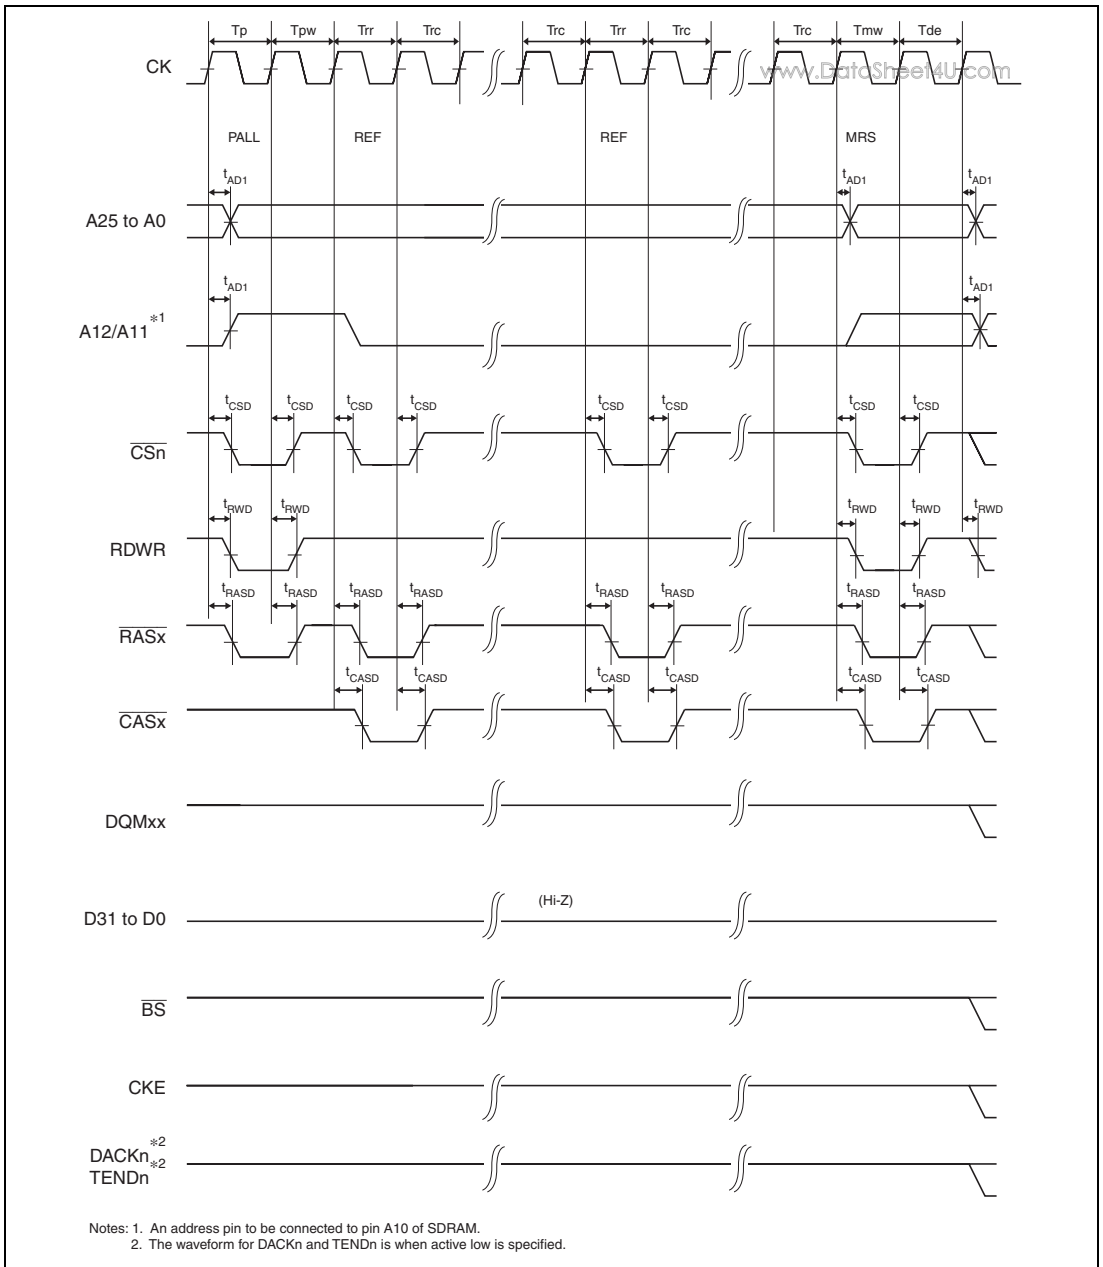 Tp Tpw Trr Trc Trc Trr Trc Trc Tmw Tde
CK
www.DataSheet4U.com
PALL REF REF MRS
tAD1 tAD1 tAD1
A25 to A0
tAD1 tAD1
A12/A11*1
tCSD tCSD tCSD tCSD tCSD tCSD tCSD tCSD
CSn
tRWD tRWD tRWD tRWD tRWD
RDWR
tRASD tRASD tRASD tRASD tRASD tRASD tRASD tRASD
RASx
tCASD tCASD tCASD tCASD tCASD tCASD
CASx
DQMxx
(Hi-Z)
D31 to D0
BS
CKE
DACKn*2
TENDn*2
Notes: 1. An address pin to be connected to pin A10 of SDRAM.
2. The waveform for DACKn and TENDn is when active low is specified.